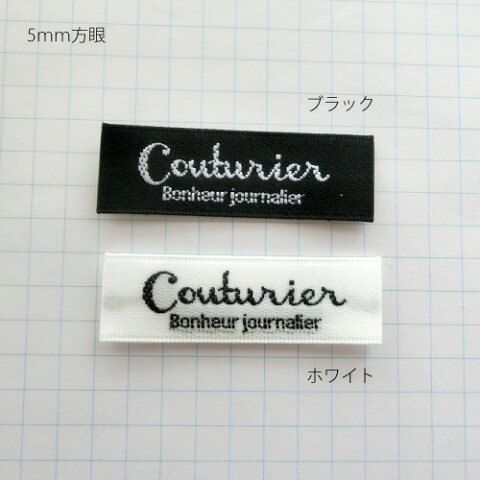 5mm方眼
ブラック
Couturier
Bonheur journalier
Couturier
Bonheur journalier
ホワイト